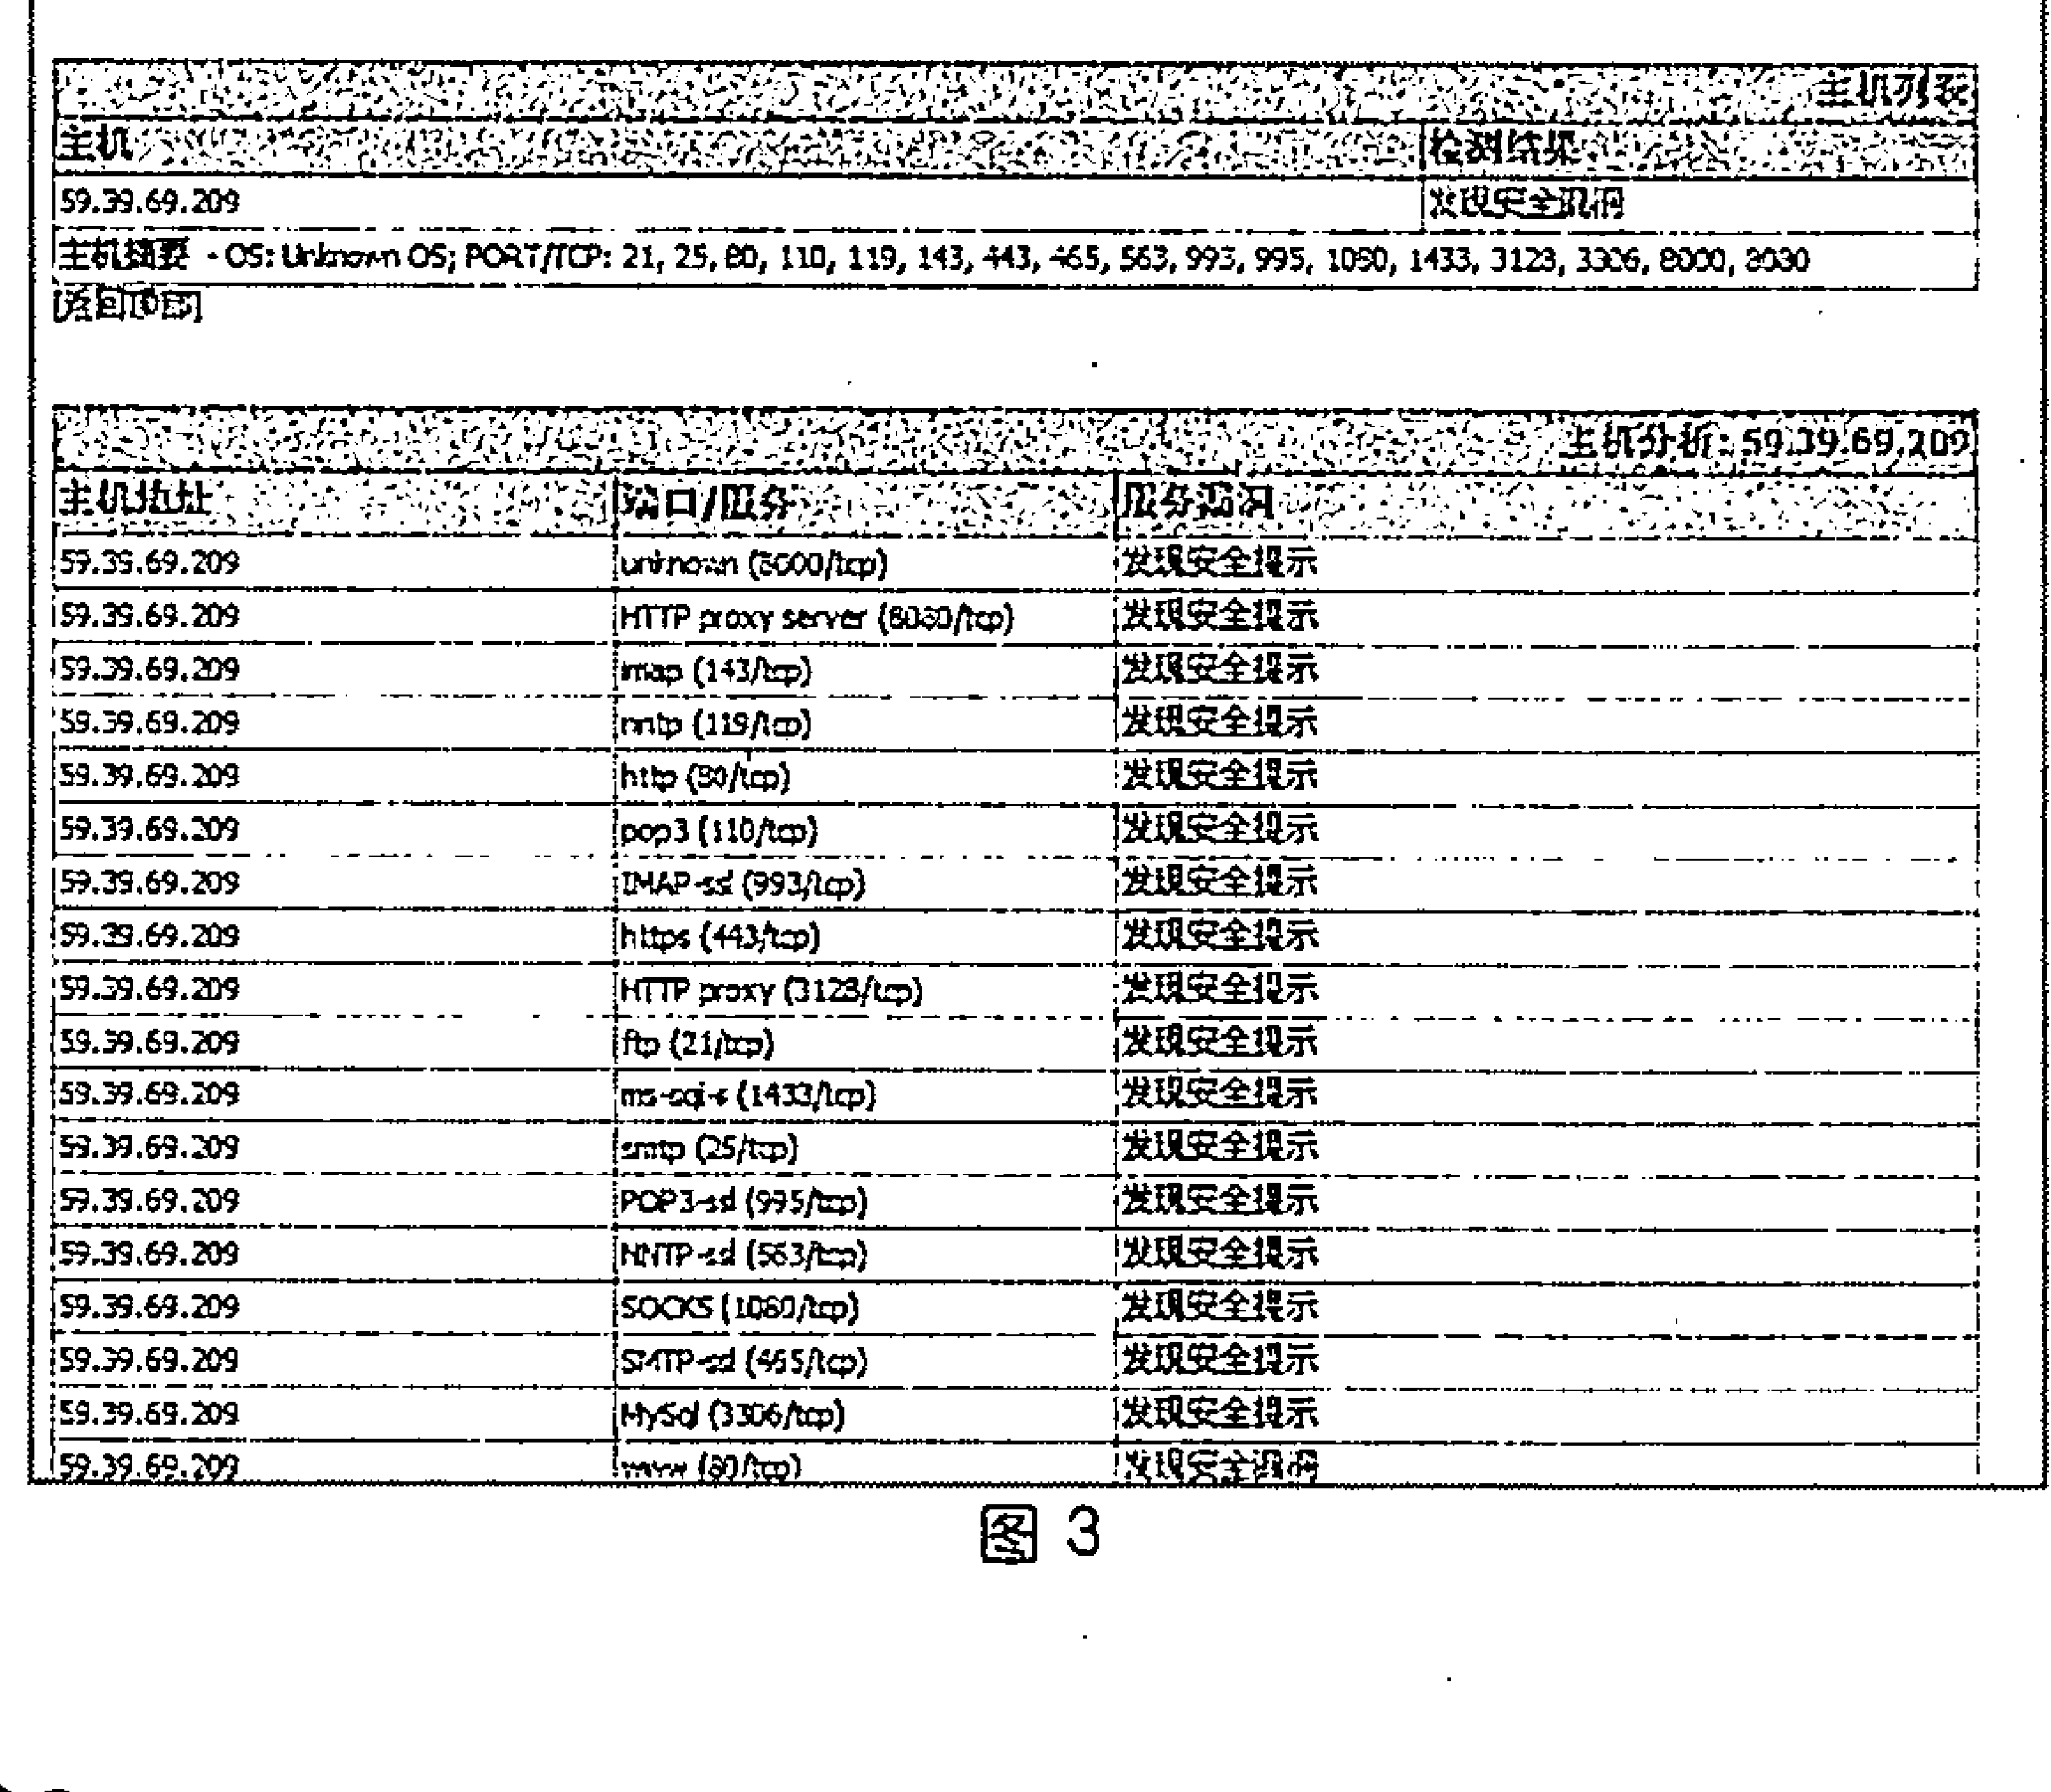 主机列表
主机 检测结果
59.39.69.209 发现安全漏洞
主机摘要 - OS: Unknown OS; PORT/TCP: 21, 25, 80, 110, 119, 143, 443, 465, 563, 993, 995, 1080, 1433, 3128, 3306, 8000, 8080
[返回顶部]
主机分析: 59.39.69.209
主机地址 端口/服务 服务漏洞
59.39.69.209 unknown (8000/tcp) 发现安全提示
59.39.69.209 HTTP proxy server (8080/tcp) 发现安全提示
59.39.69.209 imap (143/tcp) 发现安全提示
59.39.69.209 nntp (119/tcp) 发现安全提示
59.39.69.209 http (80/tcp) 发现安全提示
59.39.69.209 pop3 (110/tcp) 发现安全提示
59.39.69.209 IMAP-ssl (993/tcp) 发现安全提示
59.39.69.209 https (443/tcp) 发现安全提示
59.39.69.209 HTTP proxy (3128/tcp) 发现安全提示
59.39.69.209 ftp (21/tcp) 发现安全提示
59.39.69.209 ms-sql-s (1433/tcp) 发现安全提示
59.39.69.209 smtp (25/tcp) 发现安全提示
59.39.69.209 POP3-ssl (995/tcp) 发现安全提示
59.39.69.209 NNTP-ssl (563/tcp) 发现安全提示
59.39.69.209 SOCKS (1080/tcp) 发现安全提示
59.39.69.209 SMTP-ssl (465/tcp) 发现安全提示
59.39.69.209 MySql (3306/tcp) 发现安全提示
59.39.69.209 www (80/tcp) 发现安全漏洞
图 3